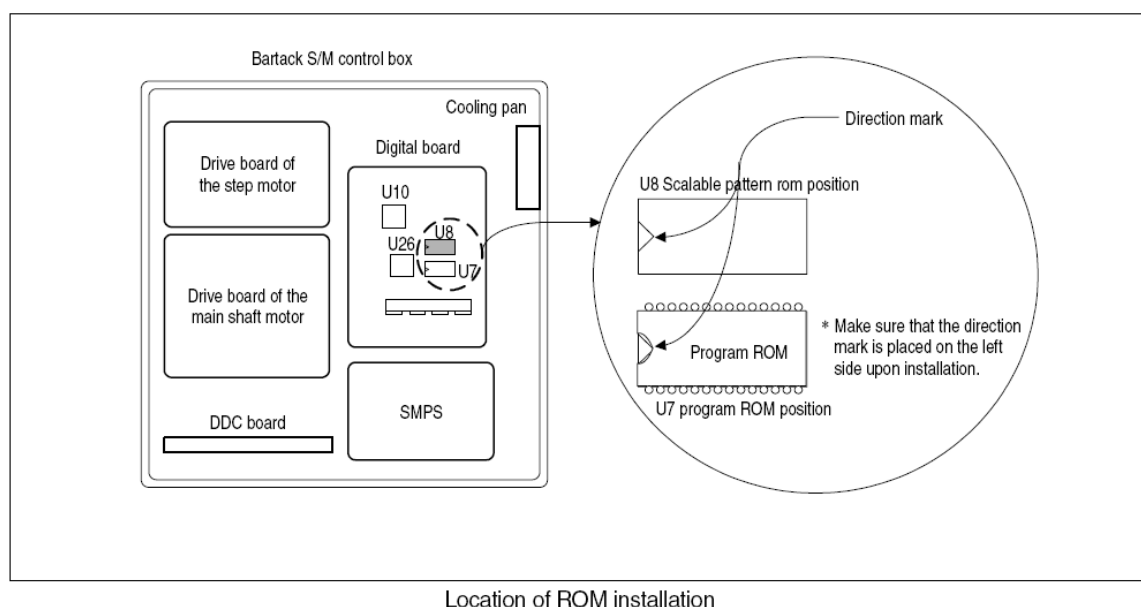 Bartack S/M control box
Cooling pan
Drive board of
the step motor
Digital board
U10
U8
U26
U7
Drive board of the
main shaft motor
SMPS
DDC board
Direction mark
U8 Scalable pattern rom position
Program ROM
* Make sure that the direction
mark is placed on the left
side upon installation.
U7 program ROM position
Location of ROM installation